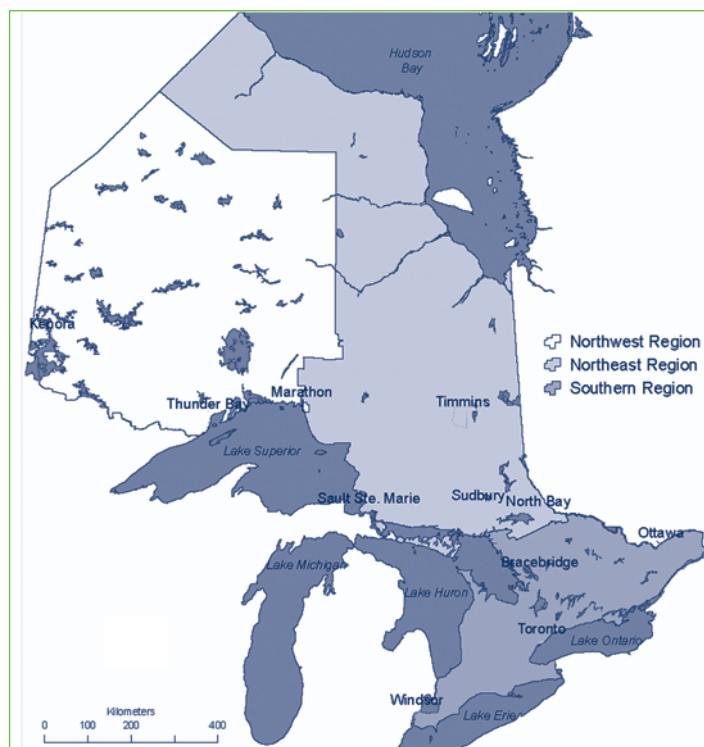 Hudson
Bay
Kenora
Northwest Region
Northeast Region
Southern Region
Marathon
Thunder Bay
Timmins
Lake Superior
Sault Ste. Marie
Sudbury
North Bay
Ottawa
Bracebridge
Lake Michigan
Lake Huron
Toronto
Lake Ontario
Windsor
Lake Erie
Kilometers
0 100 200 400